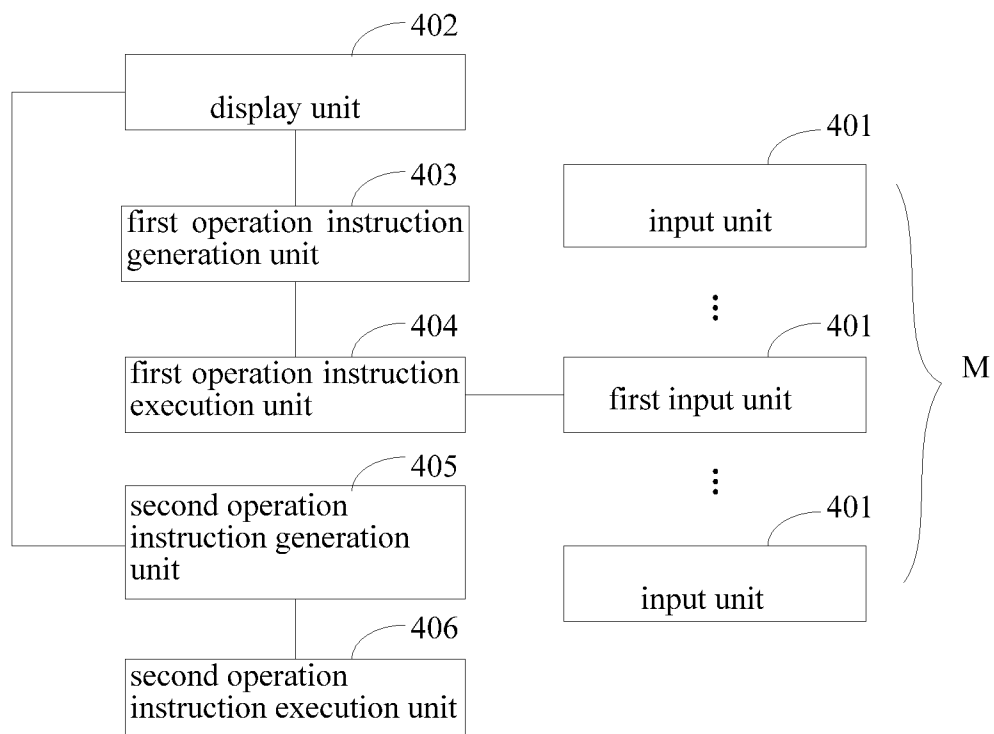 402
display unit
403
first operation instruction
generation unit
404
first operation instruction
execution unit
405
second operation
instruction generation
unit
406
second operation
instruction execution unit
401
input unit
401
first input unit
401
input unit
M